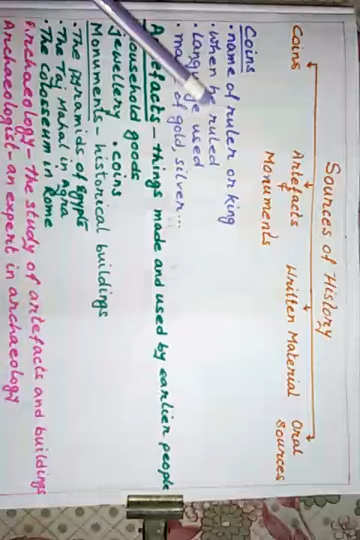 Sources of History
Coins Artefacts & Monuments Written Material Oral Sources
Coins
• name of ruler or king
• when he ruled
• language used
• made of gold silver...
Artefacts - things made and used by earlier people
household goods
jewellery • coins
Monuments - historical buildings
• The pyramids of Egypt
• The Taj Mahal in Agra
• The Colosseum in Rome
Archaeology - the study of artefacts and buildings
Archaeologist - an expert in archaeology